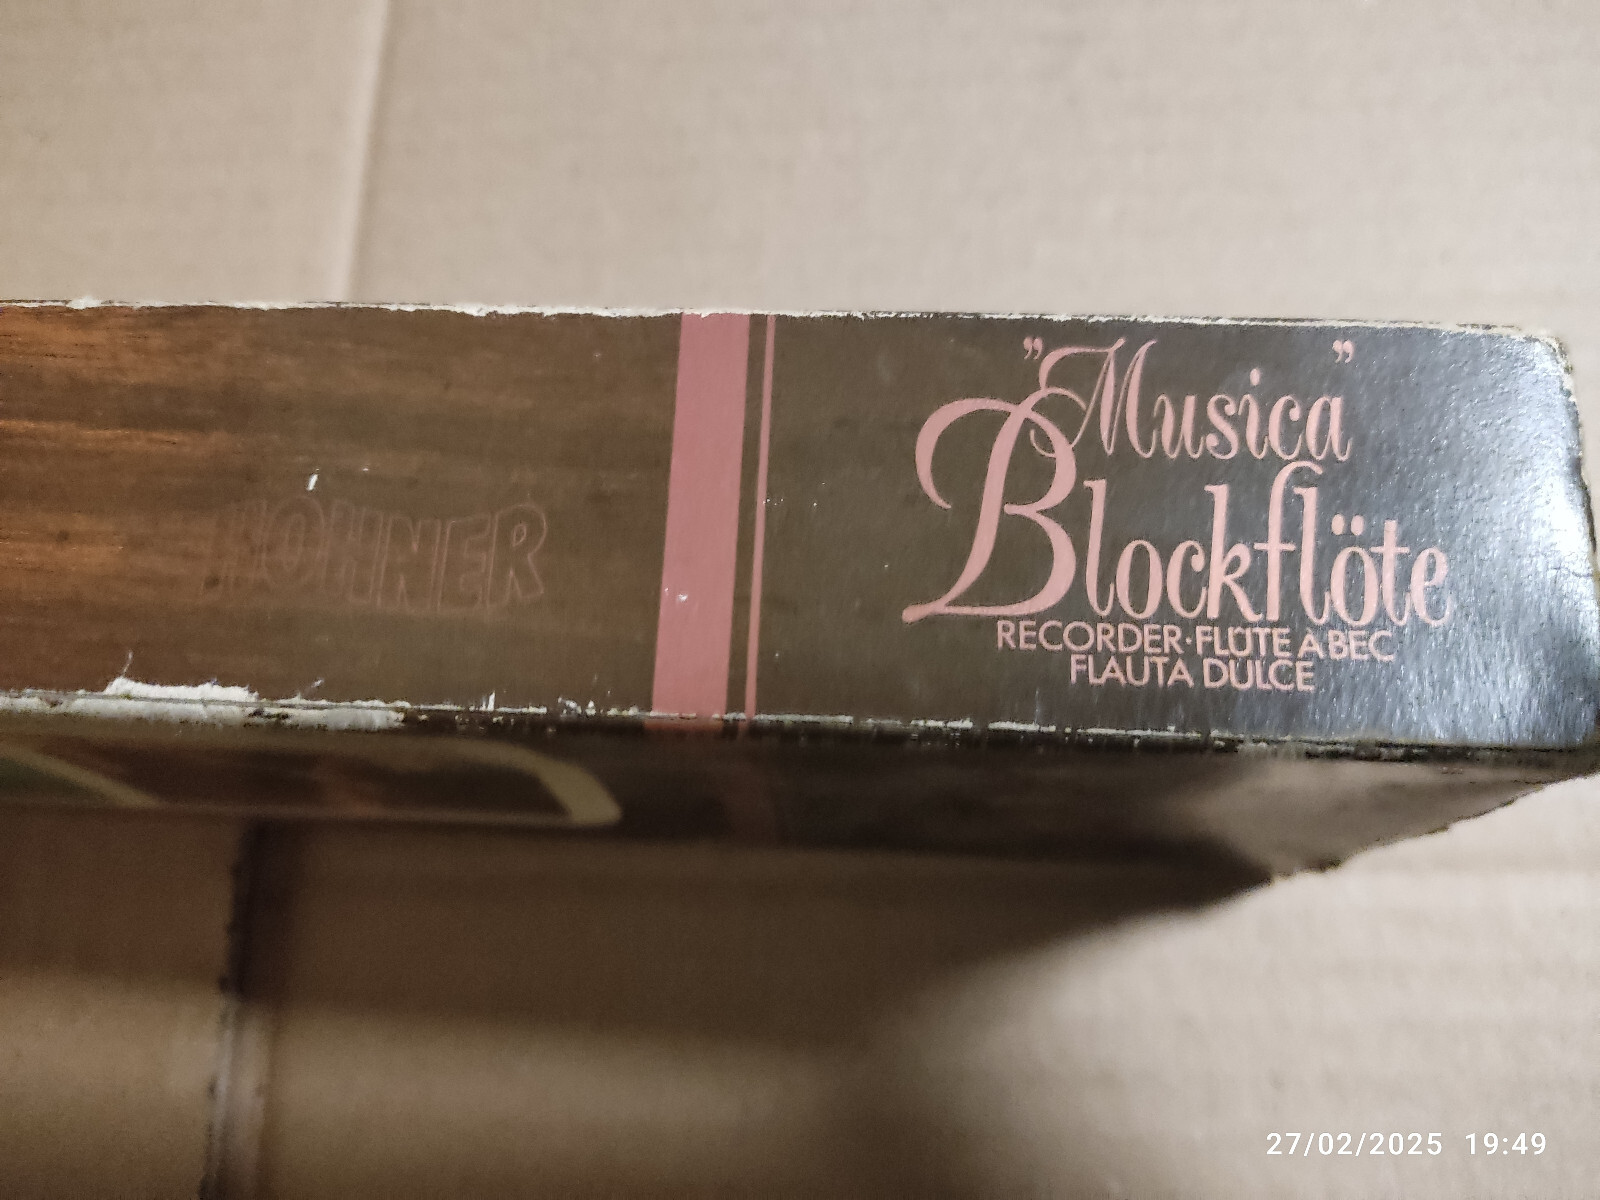 HOHNER
"Musica"
Blockflöte
RECORDER·FLÛTE A BEC
FLAUTA DULCE
27/02/2025 19:49